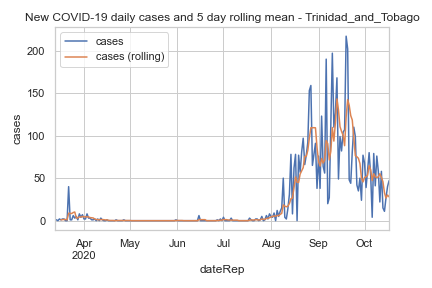 New COVID-19 daily cases and 5 day rolling mean - Trinidad_and_Tobago
cases
cases (rolling)
200
150
100
50
0
cases
Apr
2020
May
Jun
Jul
Aug
Sep
Oct
dateRep